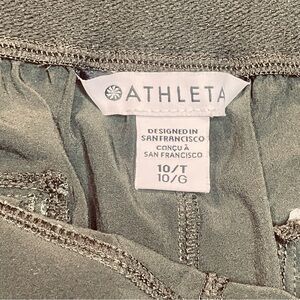 ATHLETA
DESIGNED IN
SAN FRANCISCO
CONÇU À
SAN FRANCISCO
10/T
10/G